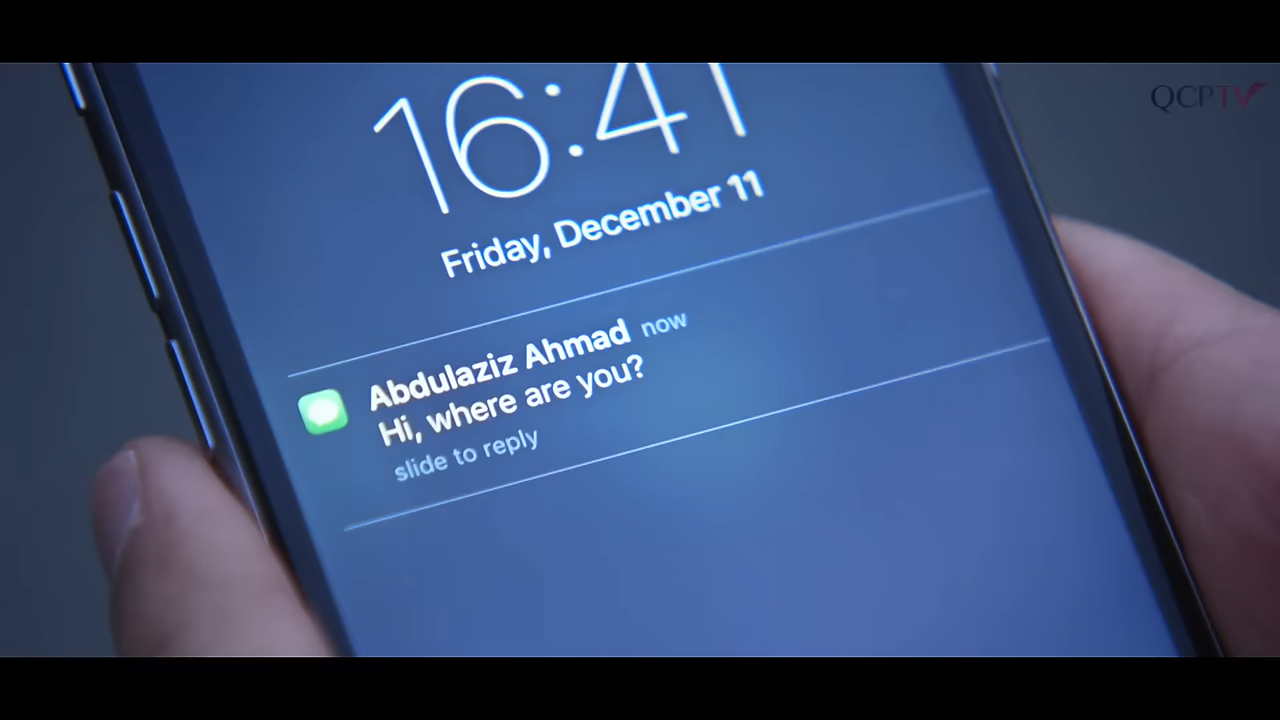 QCPTV
16:41
Friday, December 11
Abdulaziz Ahmad now
Hi, where are you?
slide to reply